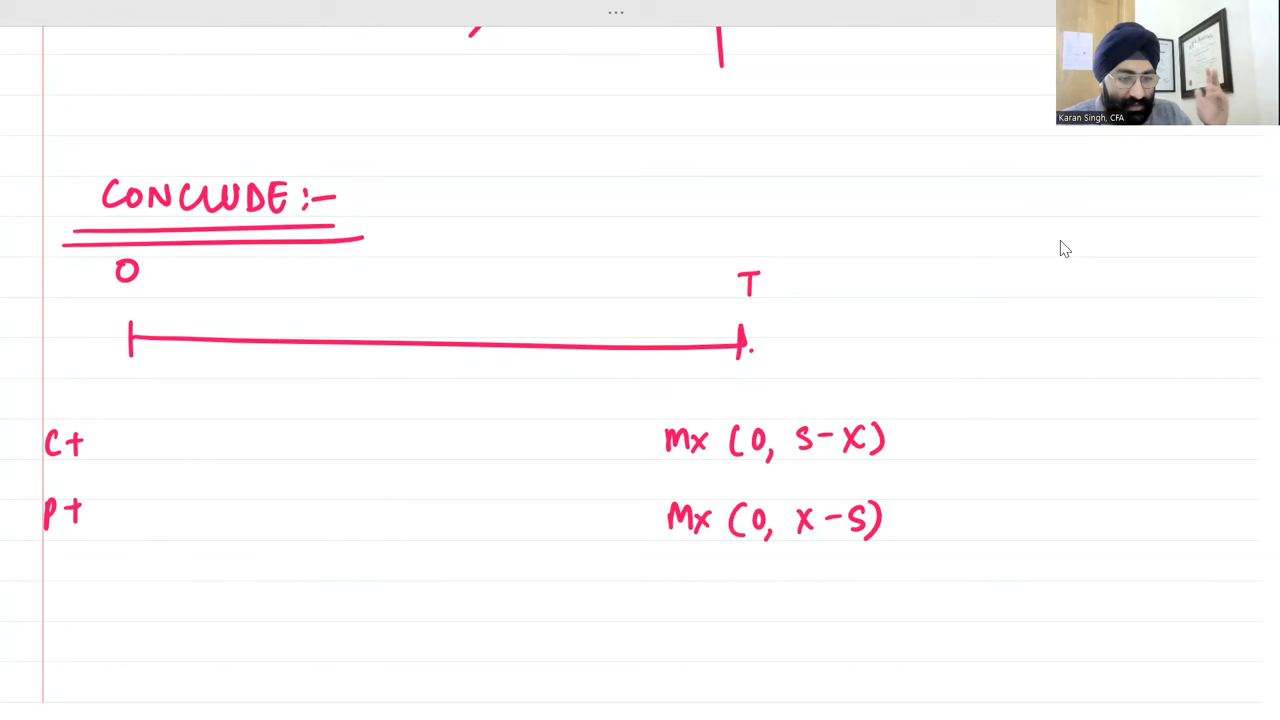 Karan Singh, CFA
CONCLUDE :-
0 T
C+ Mx (0, S-X)
P+ Mx (0, X-S)